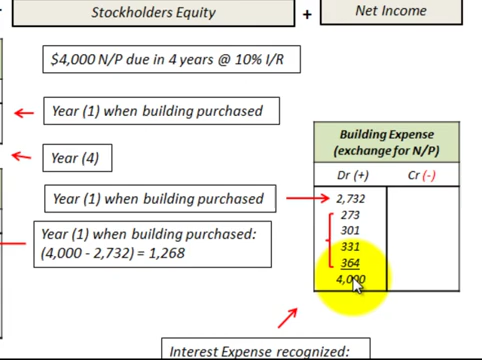 Stockholders Equity
+
Net Income
$4,000 N/P due in 4 years @ 10% I/R
Year (1) when building purchased
Year (4)
Year (1) when building purchased
Year (1) when building purchased:
(4,000 - 2,732) = 1,268
Building Expense
(exchange for N/P)
Dr (+) Cr (-)
2,732
273
301
331
364
4,000
Interest Expense recognized: